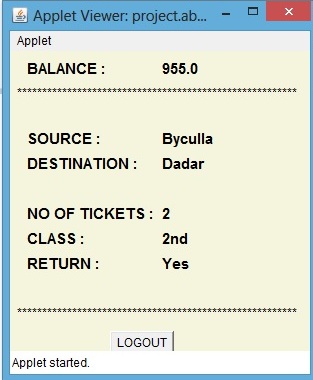 Applet Viewer: project.ab...
Applet
BALANCE : 955.0
********************************************************
SOURCE : Byculla
DESTINATION : Dadar
NO OF TICKETS : 2
CLASS : 2nd
RETURN : Yes
********************************************************
LOGOUT
Applet started.